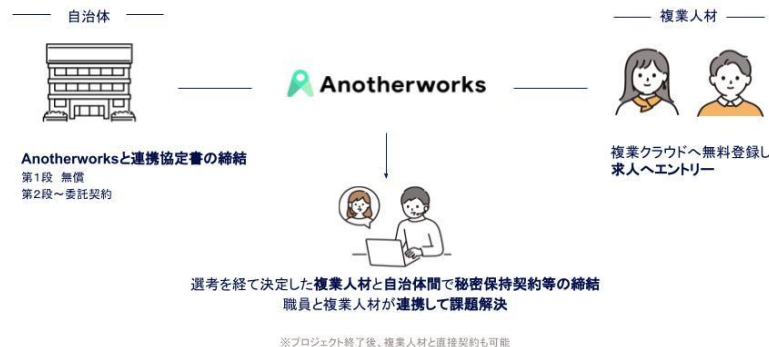 自治体
複業人材
Anotherworks
Anotherworksと連携協定書の締結
第1段 無償
第2段～委託契約
複業クラウドへ無料登録し
求人へエントリー
選考を経て決定した複業人材と自治体間で秘密保持契約等の締結
職員と複業人材が連携して課題解決
※プロジェクト終了後、複業人材と直接契約も可能